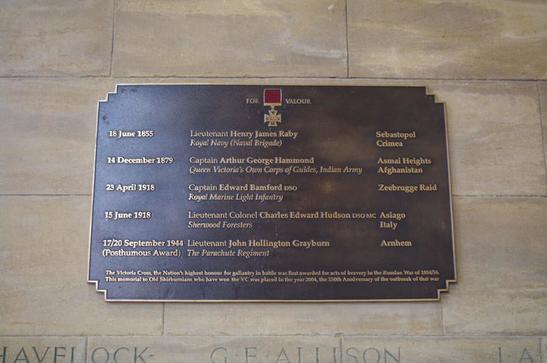 FOR VALOUR
18 June 1855 Lieutenant Henry James Raby Sebastopol
Royal Navy (Naval Brigade) Crimea
14 December 1879 Captain Arthur George Hammond Asmai Heights
Queen Victoria's Own Corps of Guides, Indian Army Afghanistan
23 April 1918 Captain Edward Bamford DSO Zeebrugge Raid
Royal Marine Light Infantry
15 June 1918 Lieutenant Colonel Charles Edward Hudson DSO MC Asiago
Sherwood Foresters Italy
17/20 September 1944 Lieutenant John Hollington Grayburn Arnhem
(Posthumous Award) The Parachute Regiment
The Victoria Cross, the Nation's highest honour for gallantry in battle was first awarded for acts of bravery in the Russian War of 1854/56
This memorial to Old Shirburnians who have won the VC was placed in the year 2004, the 150th Anniversary of the outbreak of that war
HAVELOCK· G·F·ALLISON